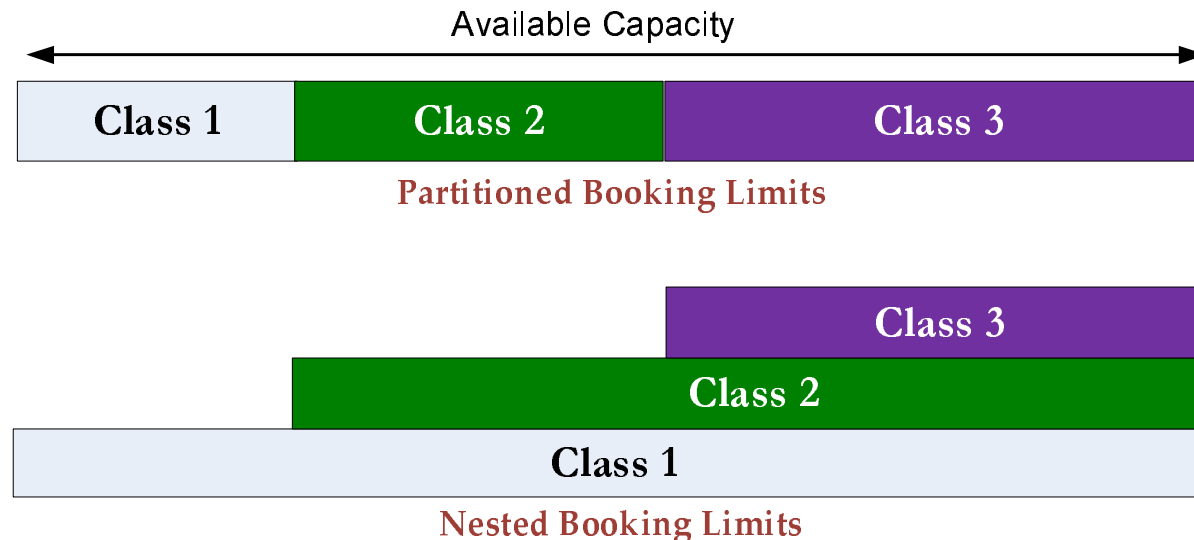 Available Capacity
Class 1 Class 2 Class 3
Partitioned Booking Limits
Class 3
Class 2
Class 1
Nested Booking Limits